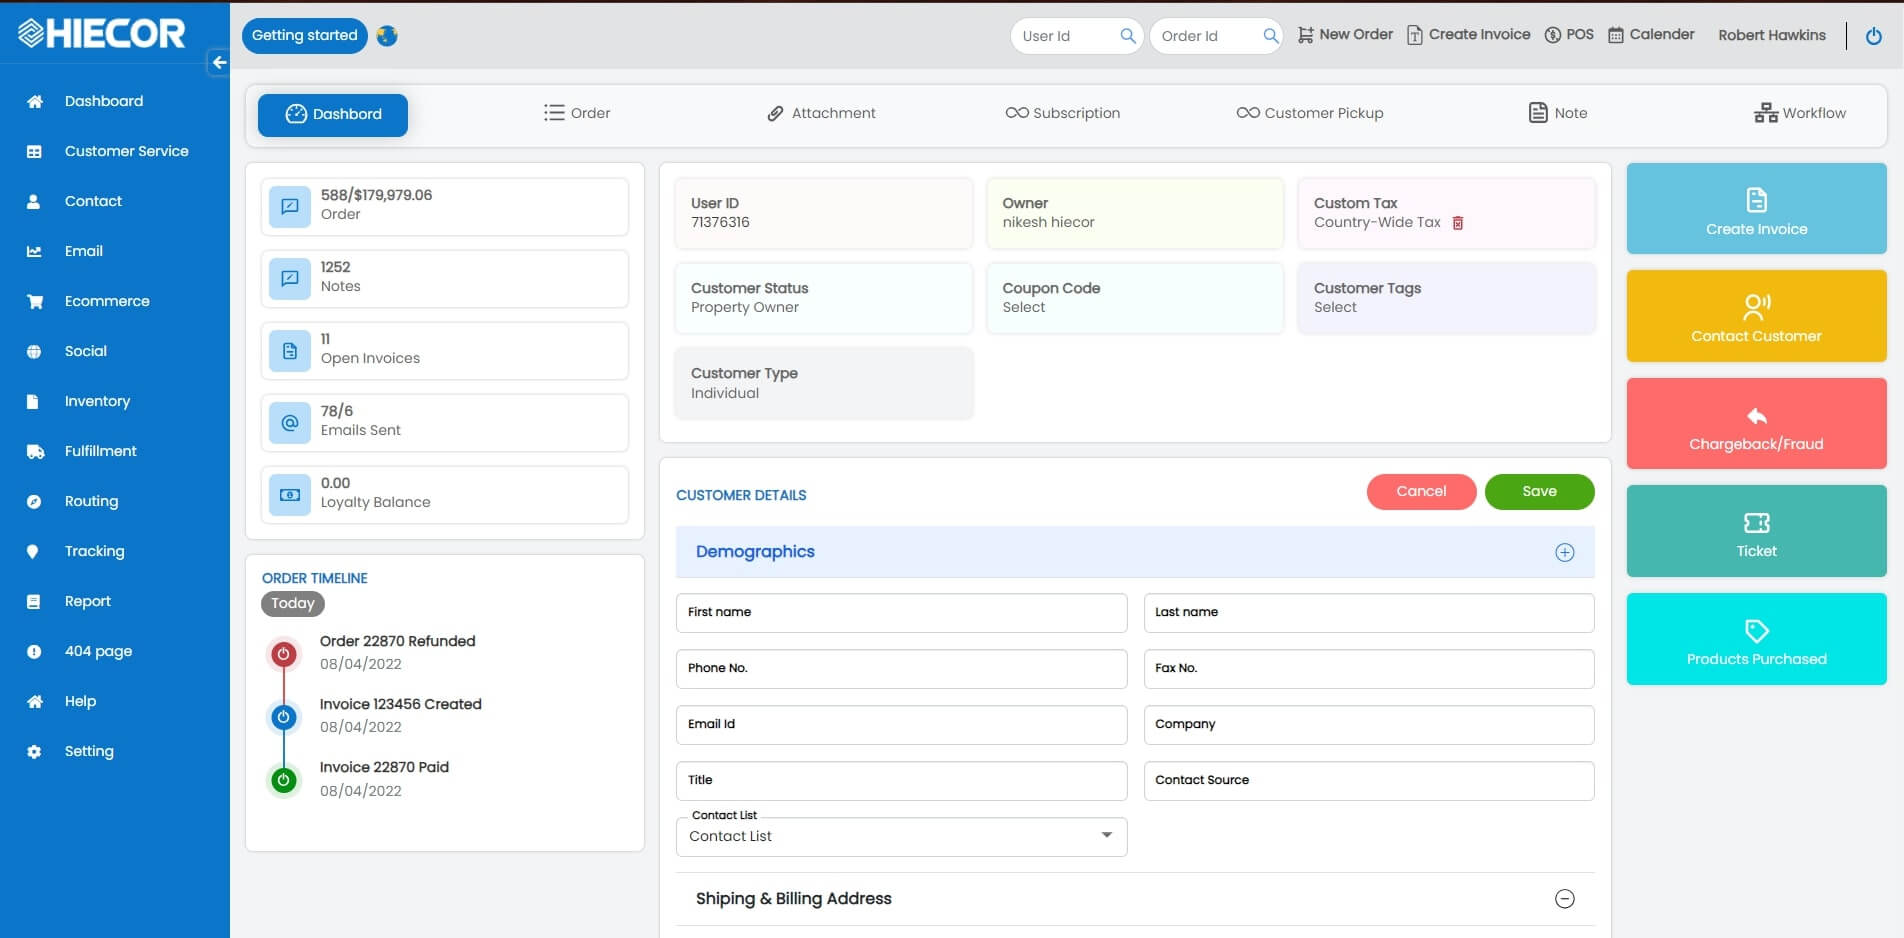 HIECOR
Getting started
User Id
Order Id
New Order
Create Invoice
POS
Calender
Robert Hawkins
Dashboard
Customer Service
Contact
Email
Ecommerce
Social
Inventory
Fulfillment
Routing
Tracking
Report
404 page
Help
Setting
Dashbord
Order
Attachment
Subscription
Customer Pickup
Note
Workflow
588/$179,979.06
Order
1252
Notes
11
Open Invoices
78/6
Emails Sent
0.00
Loyalty Balance
ORDER TIMELINE
Today
Order 22870 Refunded
08/04/2022
Invoice 123456 Created
08/04/2022
Invoice 22870 Paid
08/04/2022
User ID
71376316
Owner
nikesh hiecor
Custom Tax
Country-Wide Tax
Customer Status
Property Owner
Coupon Code
Select
Customer Tags
Select
Customer Type
Individual
CUSTOMER DETAILS
Cancel
Save
Demographics
First name
Last name
Phone No.
Fax No.
Email Id
Company
Title
Contact Source
Contact List
Contact List
Shiping & Billing Address
Create Invoice
Contact Customer
Chargeback/Fraud
Ticket
Products Purchased